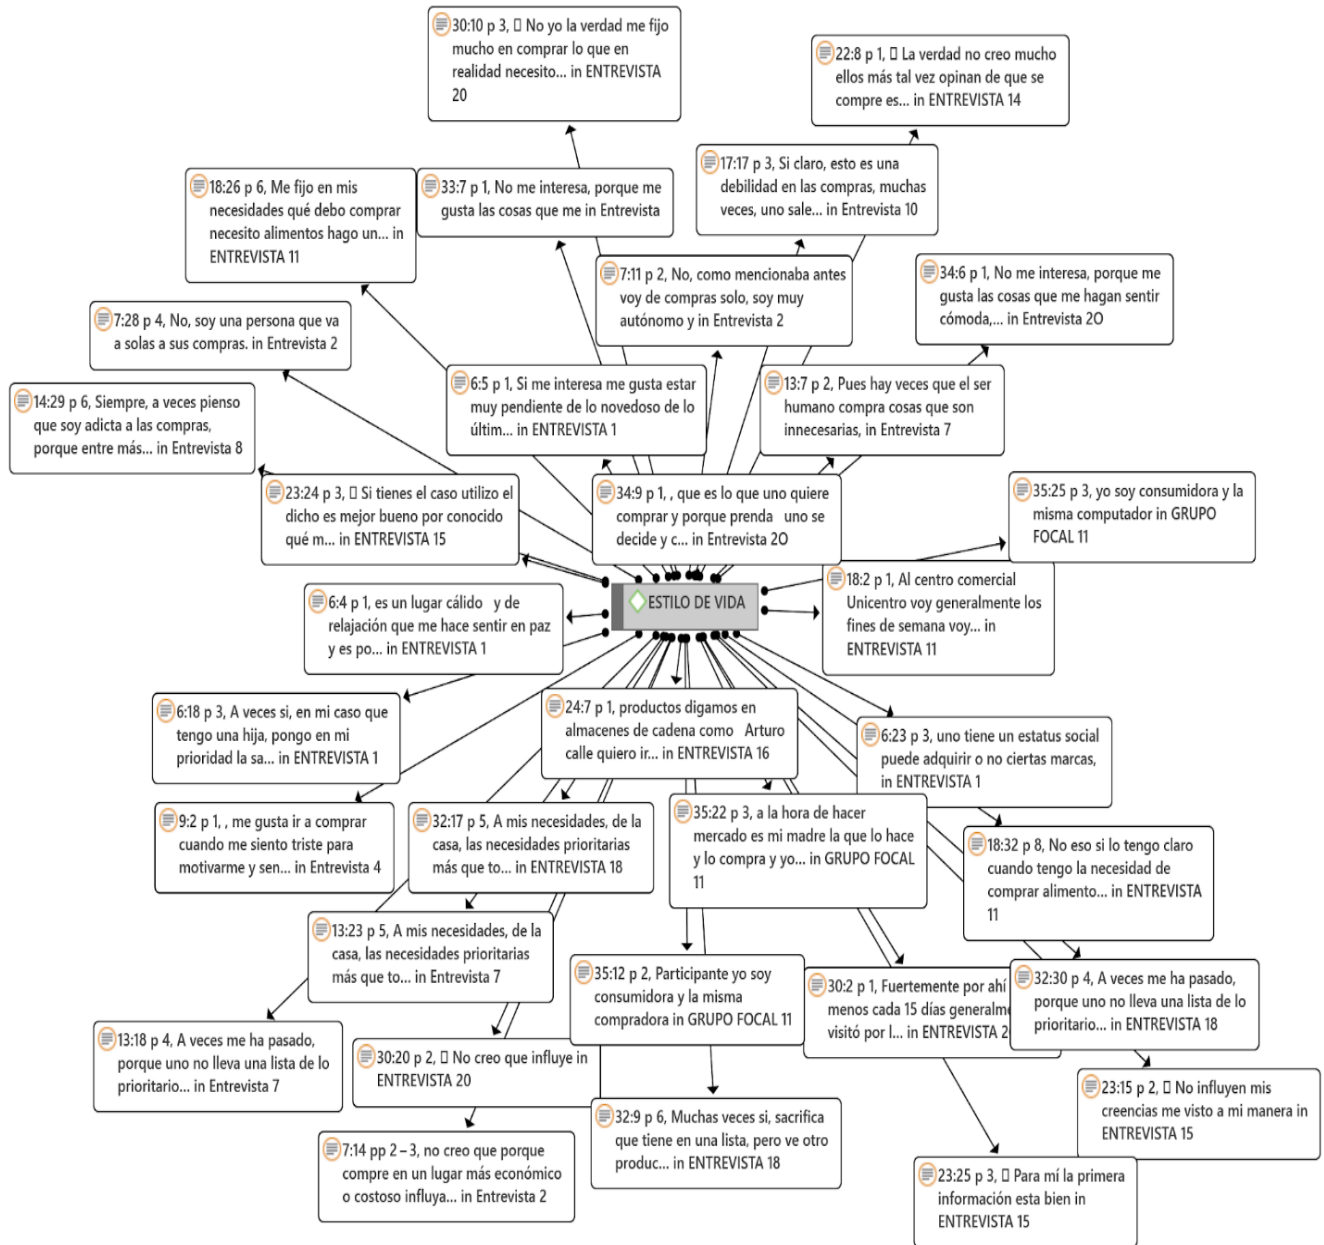 30:10 p 3, 🞎 No yo la verdad me fijo
mucho en comprar lo que en
realidad necesito... in ENTREVISTA
20
22:8 p 1, 🞎 La verdad no creo mucho
ellos más tal vez opinan de que se
compre es... in ENTREVISTA 14
17:17 p 3, Si claro, esto es una
debilidad en las compras, muchas
veces, uno sale... in Entrevista 10
18:26 p 6, Me fijo en mis
necesidades qué debo comprar
necesito alimentos hago un... in
ENTREVISTA 11
33:7 p 1, No me interesa, porque me
gusta las cosas que me in Entrevista
7:11 p 2, No, como mencionaba antes
voy de compras solo, soy muy
autónomo y in Entrevista 2
34:6 p 1, No me interesa, porque me
gusta las cosas que me hagan sentir
cómoda,... in Entrevista 2O
7:28 p 4, No, soy una persona que va
a solas a sus compras. in Entrevista 2
6:5 p 1, Si me interesa me gusta estar
muy pendiente de lo novedoso de lo
últim... in ENTREVISTA 1
13:7 p 2, Pues hay veces que el ser
humano compra cosas que son
innecesarias, in Entrevista 7
14:29 p 6, Siempre, a veces pienso
que soy adicta a las compras,
porque entre más... in Entrevista 8
23:24 p 3, 🞎 Si tienes el caso utilizo el
dicho es mejor bueno por conocido
qué m... in ENTREVISTA 15
34:9 p 1, , que es lo que uno quiere
comprar y porque prenda uno se
decide y c... in Entrevista 2O
35:25 p 3, yo soy consumidora y la
misma computador in GRUPO
FOCAL 11
ESTILO DE VIDA
18:2 p 1, Al centro comercial
Unicentro voy generalmente los
fines de semana voy... in
ENTREVISTA 11
6:4 p 1, es un lugar cálido y de
relajación que me hace sentir en paz
y es po... in ENTREVISTA 1
6:18 p 3, A veces si, en mi caso que
tengo una hija, pongo en mi
prioridad la sa... in ENTREVISTA 1
24:7 p 1, productos digamos en
almacenes de cadena como Arturo
calle quiero ir... in ENTREVISTA 16
6:23 p 3, uno tiene un estatus social
puede adquirir o no ciertas marcas,
in ENTREVISTA 1
9:2 p 1, , me gusta ir a comprar
cuando me siento triste para
motivarme y sen... in Entrevista 4
32:17 p 5, A mis necesidades, de la
casa, las necesidades prioritarias
más que to... in ENTREVISTA 18
35:22 p 3, a la hora de hacer
mercado es mi madre la que lo hace
y lo compra y yo... in GRUPO FOCAL
11
18:32 p 8, No eso si lo tengo claro
cuando tengo la necesidad de
comprar alimento... in ENTREVISTA
11
13:23 p 5, A mis necesidades, de la
casa, las necesidades prioritarias
más que to... in Entrevista 7
35:12 p 2, Participante yo soy
consumidora y la misma
compradora in GRUPO FOCAL 11
30:2 p 1, Fuertemente por ahí
menos cada 15 días
visitó por l... in ENTREVISTA
32:30 p 4, A veces me ha pasado,
porque uno no lleva una lista de lo
prioritario... in ENTREVISTA 18
13:18 p 4, A veces me ha pasado,
porque uno no lleva una lista de lo
prioritario... in Entrevista 7
30:20 p 2, 🞎 No creo que influye in
ENTREVISTA 20
23:15 p 2, 🞎 No influyen mis
creencias me visto a mi manera in
ENTREVISTA 15
32:9 p 6, Muchas veces si, sacrifica
que tiene en una lista, pero ve otro
produc... in ENTREVISTA 18
7:14 pp 2 – 3, no creo que porque
compre en un lugar más económico
o costoso influya... in Entrevista 2
23:25 p 3, 🞎 Para mí la primera
información esta bien in
ENTREVISTA 15